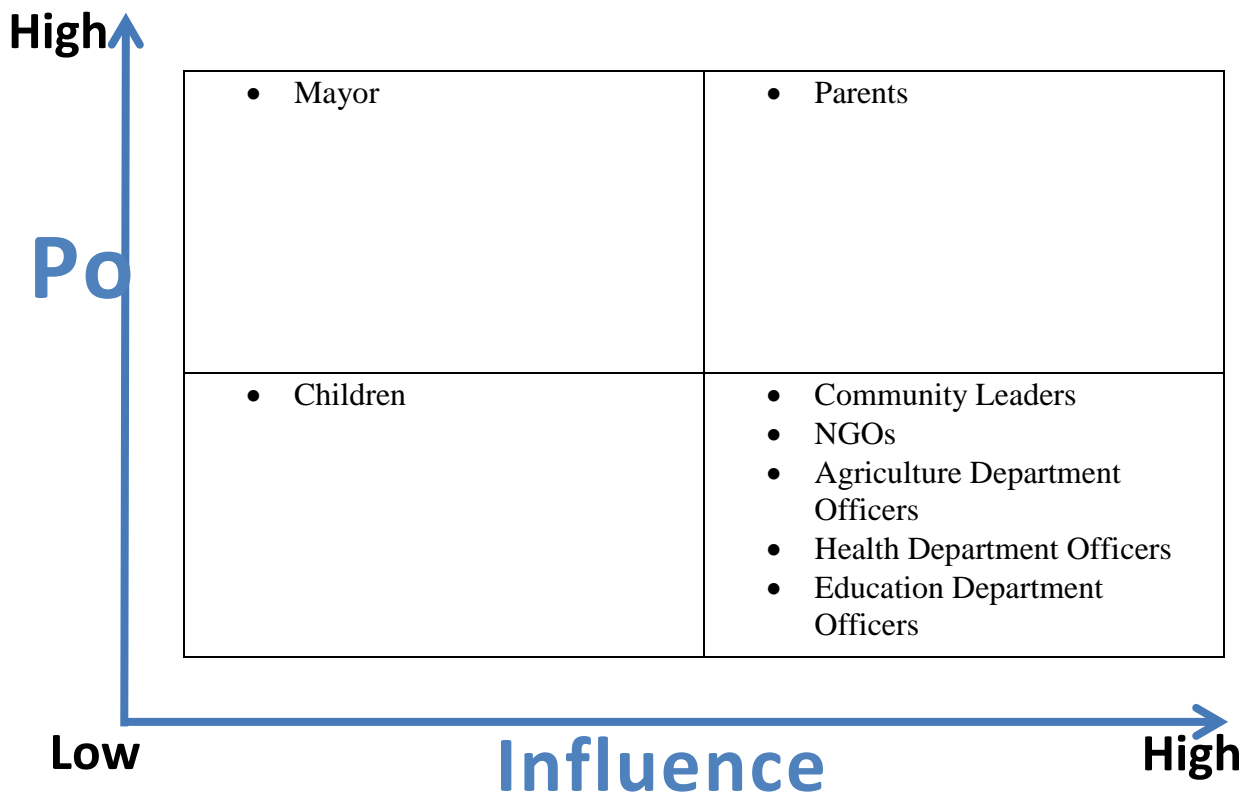 High
• Mayor
• Parents
Po
• Children
• Community Leaders
• NGOs
• Agriculture Department
Officers
• Health Department Officers
• Education Department
Officers
Low
Influence
High